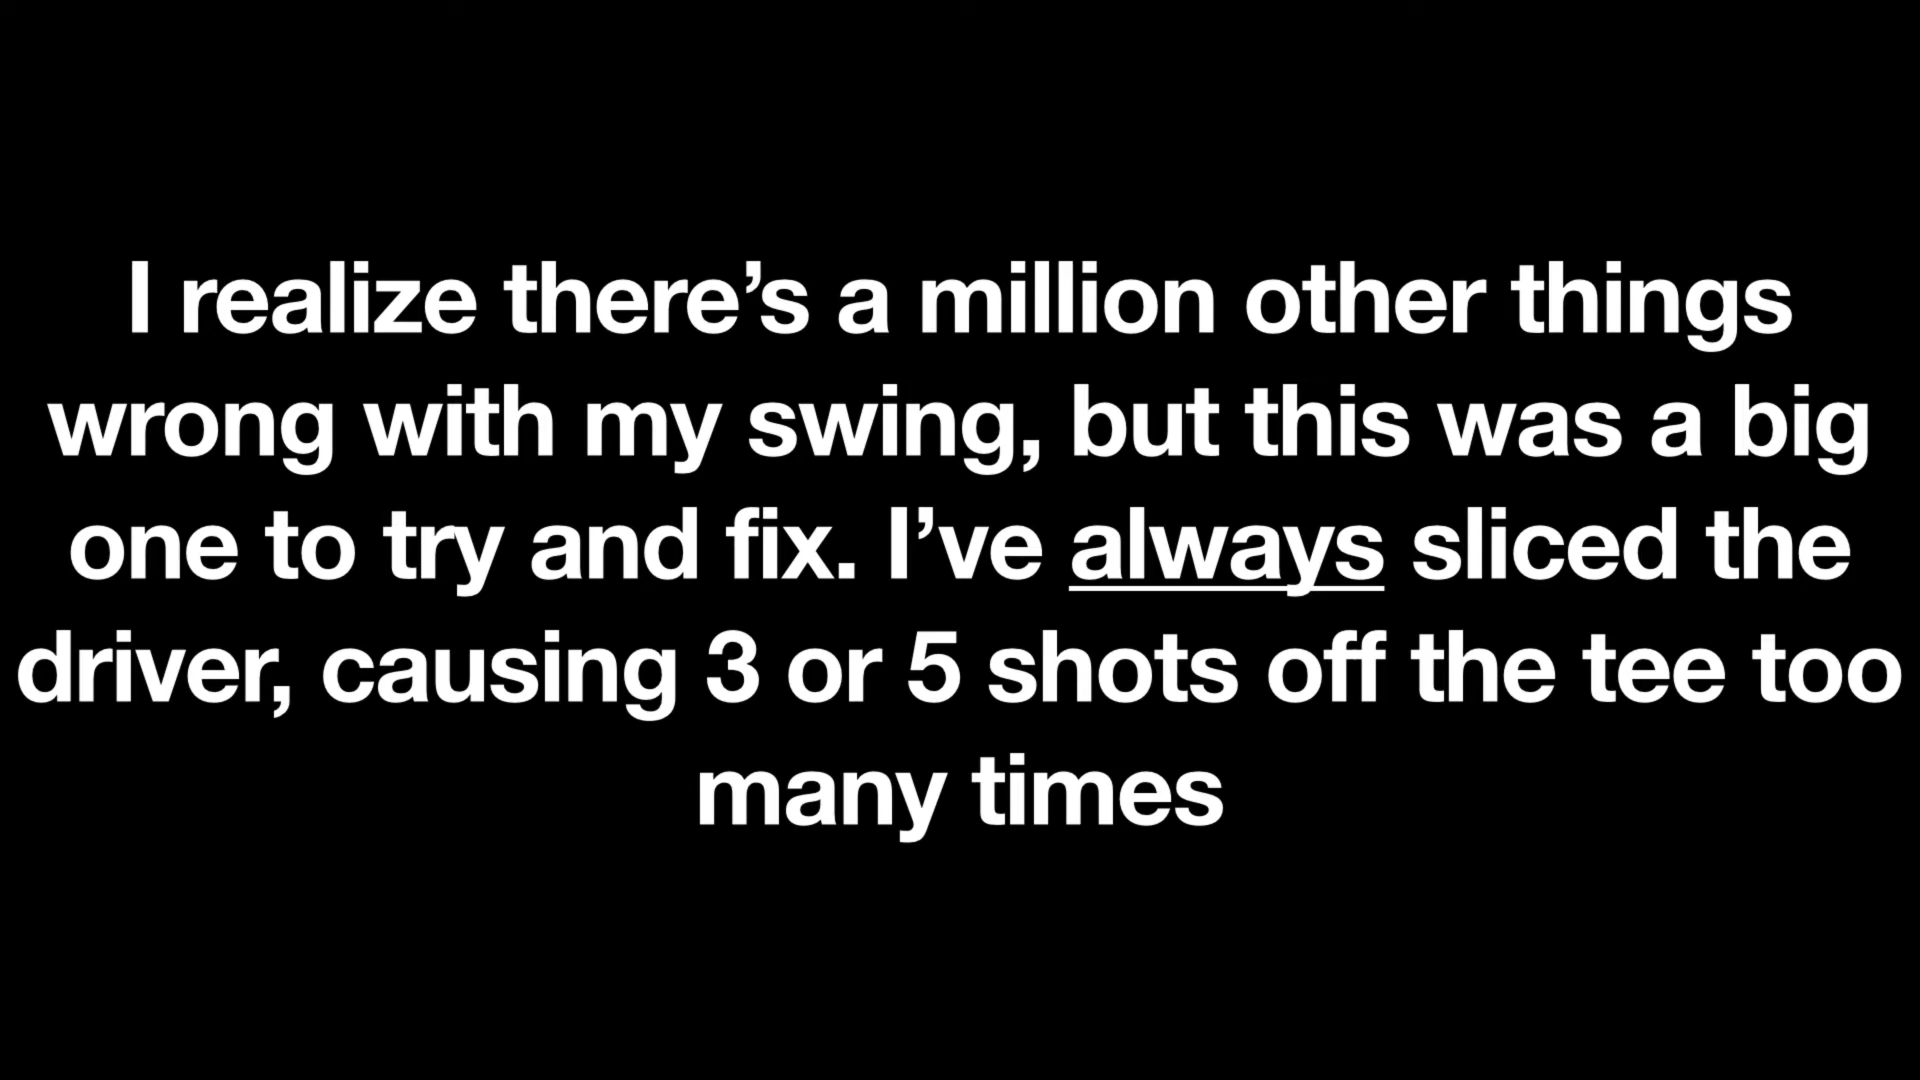 I realize there’s a million other things
wrong with my swing, but this was a big
one to try and fix. I’ve always sliced the
driver, causing 3 or 5 shots off the tee too
many times